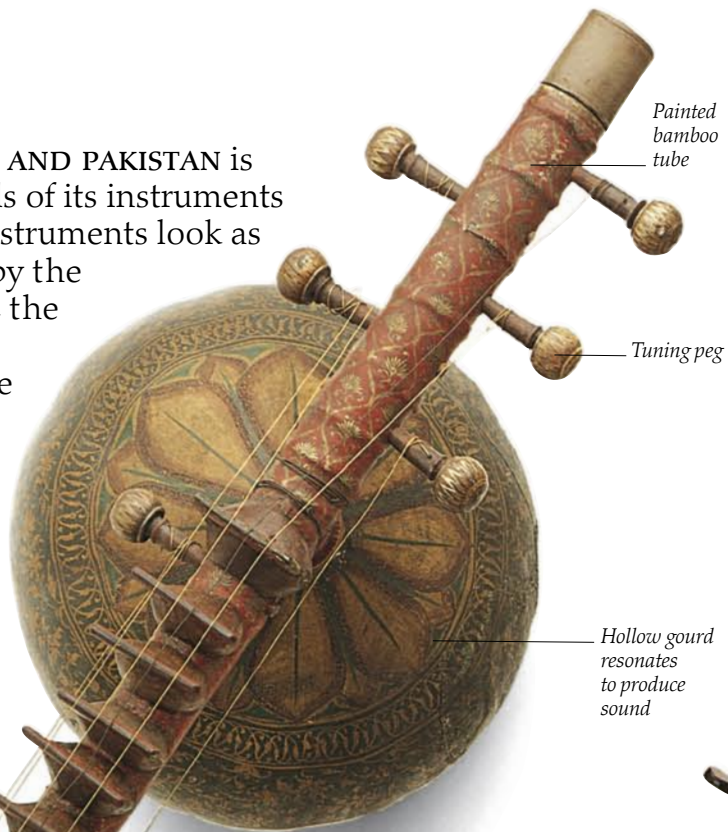 AND PAKISTAN is
of its instruments
instruments look as
by the
the
Painted
bamboo
tube
Tuning peg
Hollow gourd
resonates
to produce
sound